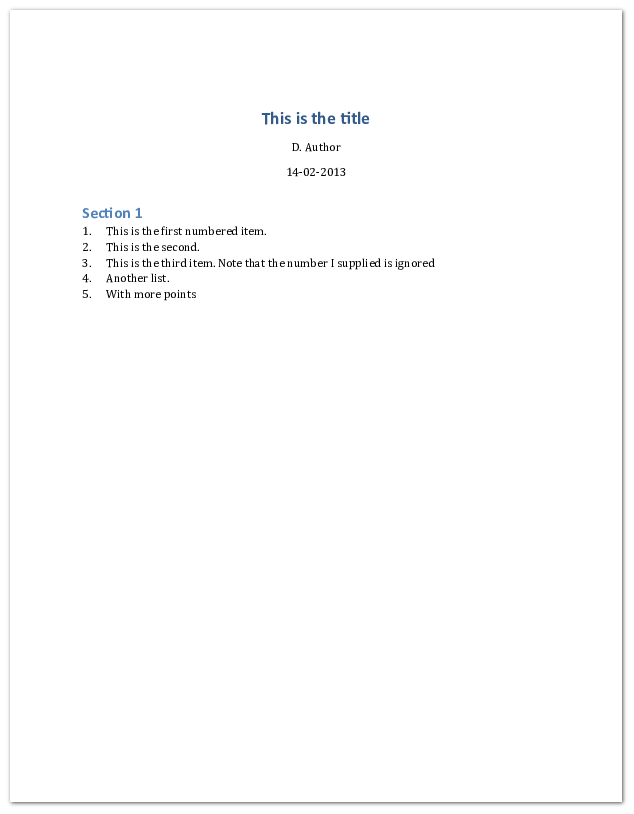 This is the title
D. Author
14-02-2013
Section 1
1. This is the first numbered item.
2. This is the second.
3. This is the third item. Note that the number I supplied is ignored
4. Another list.
5. With more points